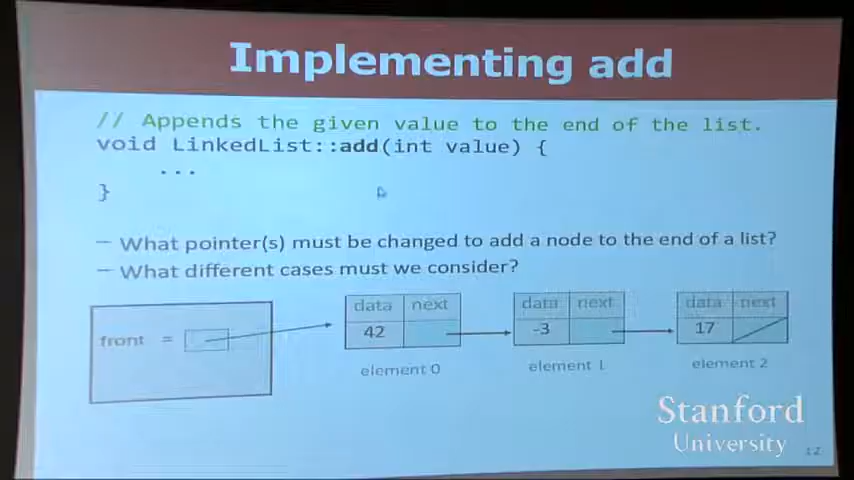 Implementing add
// Appends the given value to the end of the list.
void LinkedList::add(int value) {
...
}
– What pointer(s) must be changed to add a node to the end of a list?
– What different cases must we consider?
data next data next data next
front = 42 -3 17
element 0 element 1 element 2
Stanford
University
12